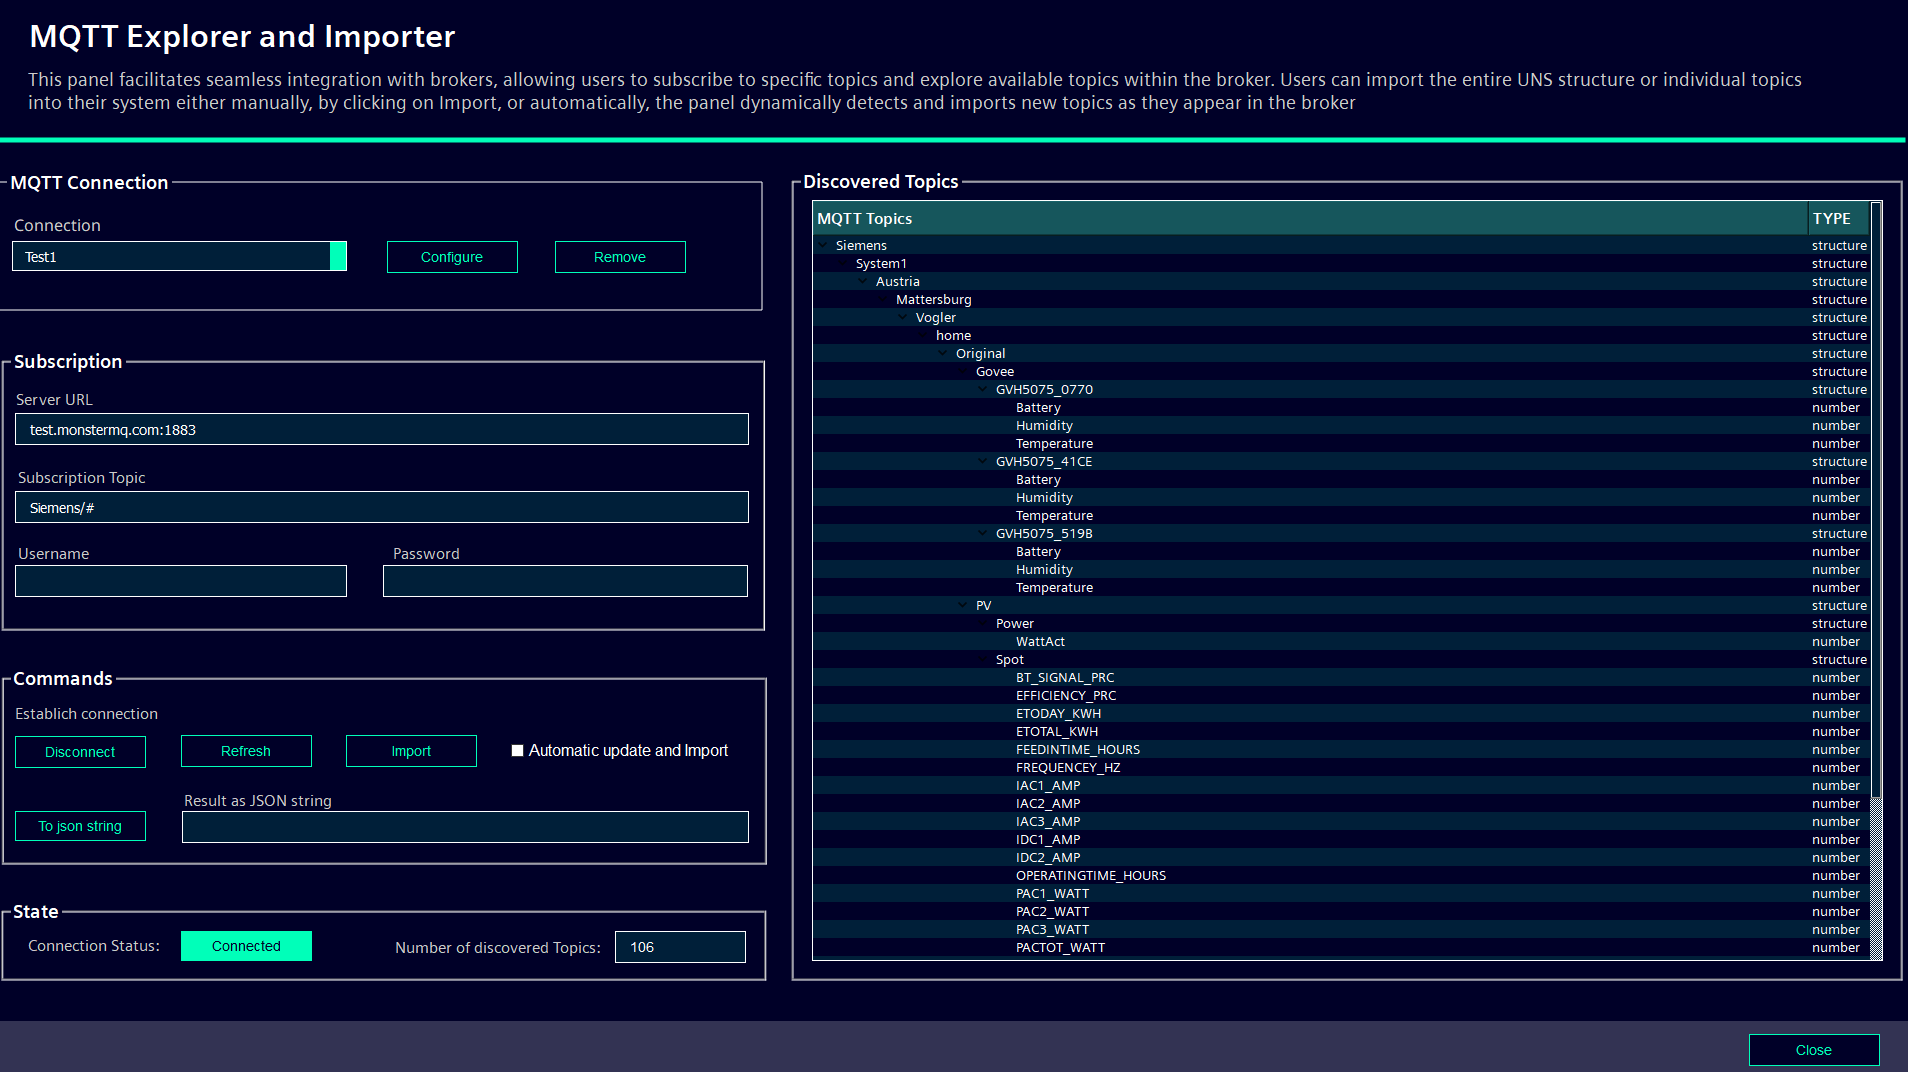 MQTT Explorer and Importer
This panel facilitates seamless integration with brokers, allowing users to subscribe to specific topics and explore available topics within the broker. Users can import the entire UNS structure or individual topics
into their system either manually, by clicking on Import, or automatically, the panel dynamically detects and imports new topics as they appear in the broker
MQTT Connection
Connection
Test1
Configure
Remove
Subscription
Server URL
test.monstermq.com:1883
Subscription Topic
Siemens/#
Username
Password
Commands
Establich connection
Disconnect
Refresh
Import
Automatic update and Import
Result as JSON string
To json string
State
Connection Status:
Connected
Number of discovered Topics:
106
Discovered Topics
MQTT Topics TYPE
Siemens structure
System1 structure
Austria structure
Mattersburg structure
Vogler structure
home structure
Original structure
Govee structure
GVH5075_0770 structure
Battery number
Humidity number
Temperature number
GVH5075_41CE structure
Battery number
Humidity number
Temperature number
GVH5075_519B structure
Battery number
Humidity number
Temperature number
PV structure
Power structure
WattAct number
Spot structure
BT_SIGNAL_PRC number
EFFICIENCY_PRC number
ETODAY_KWH number
ETOTAL_KWH number
FEEDINTIME_HOURS number
FREQUENCEY_HZ number
IAC1_AMP number
IAC2_AMP number
IAC3_AMP number
IDC1_AMP number
IDC2_AMP number
OPERATINGTIME_HOURS number
PAC1_WATT number
PAC2_WATT number
PAC3_WATT number
PACTOT_WATT number
Close